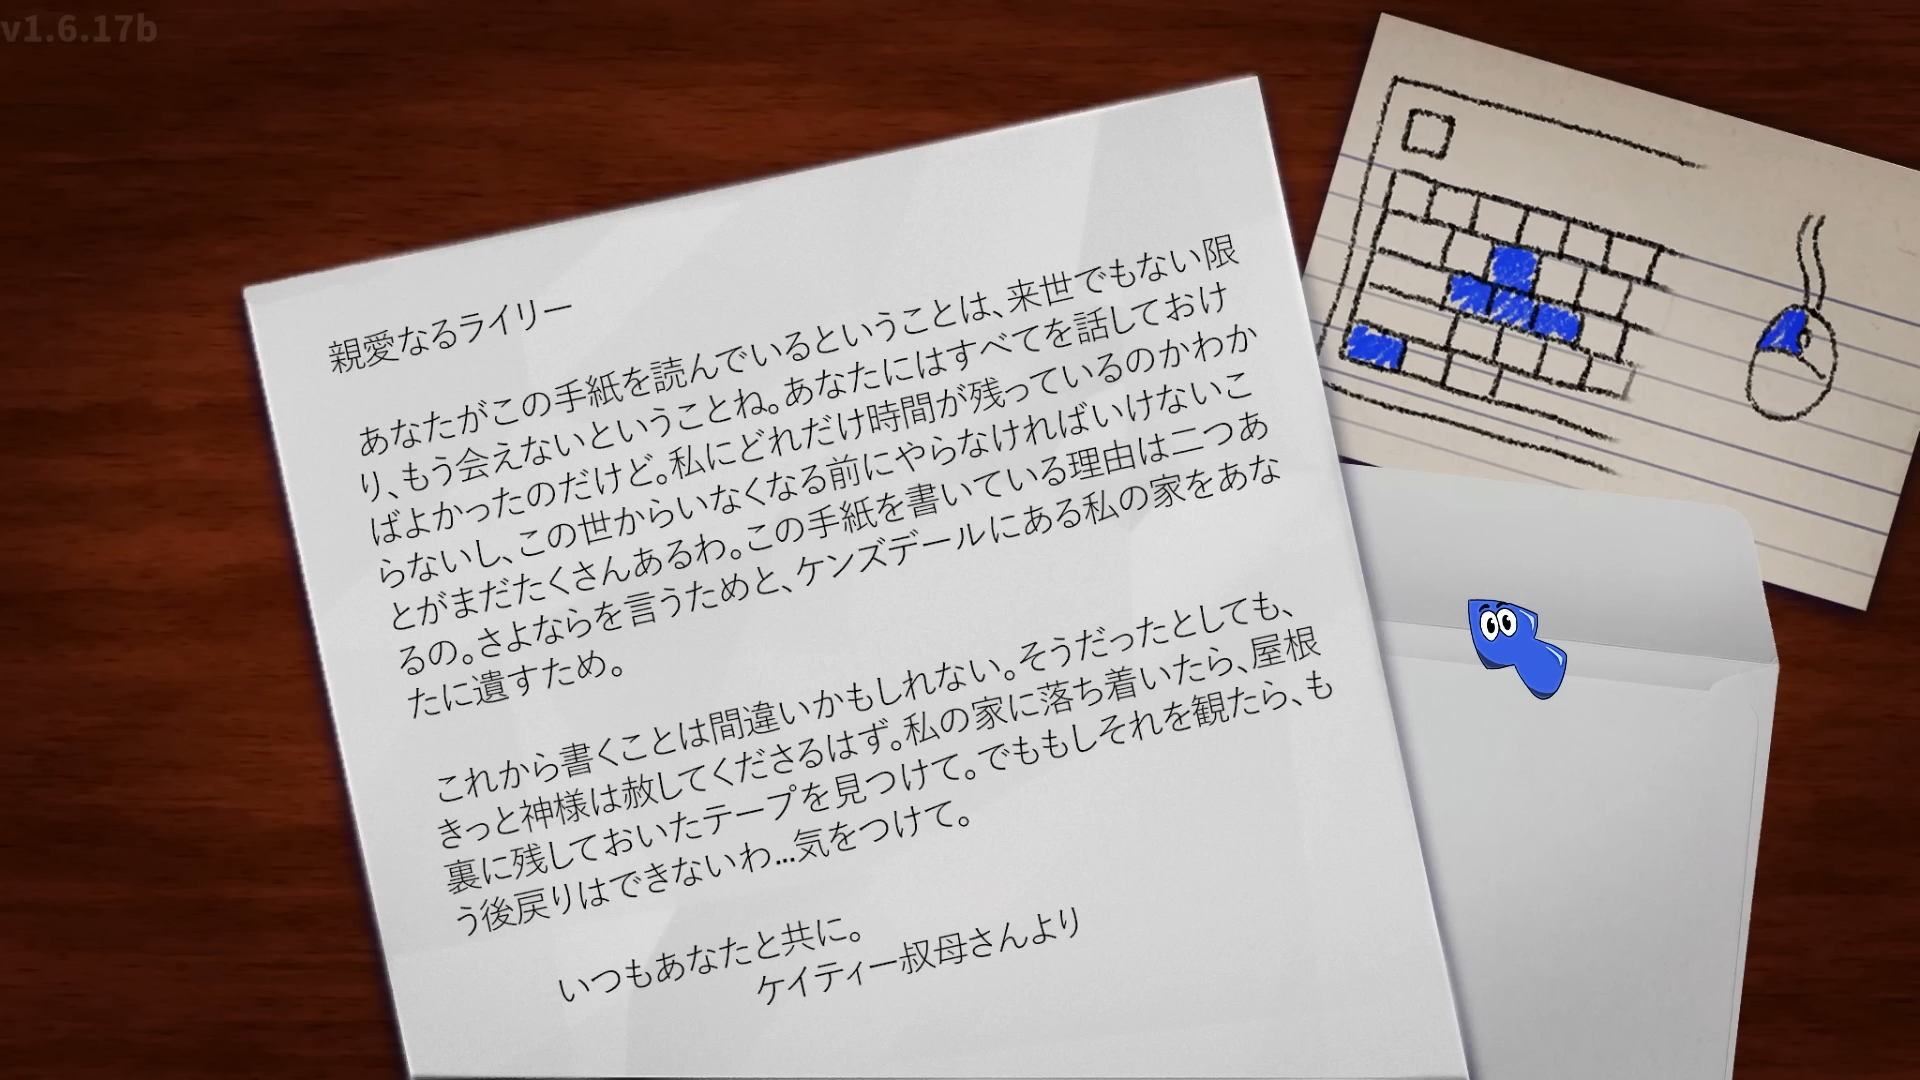 v1.6.17b
親愛なるライリー
あなたがこの手紙を読んでいるということは、来世でもない限
り、もう会えないということね。あなたにはすべてを話しておけ
ばよかったのだけど。私にどれだけ時間が残っているのかわか
らないし、この世からいなくなる前にやらなければいけないこ
とがまだたくさんあるわ。この手紙を書いている理由は二つあ
るの。さよならを言うためと、ケンズデールにある私の家をあな
たに遺すため。
これから書くことは間違いかもしれない。そうだったとしても、
きっと神様は赦してくださるはず。私の家に落ち着いたら、屋根
裏に残しておいたテープを見つけて。でももしそれを観たら、も
う後戻りはできないわ...気をつけて。
いつもあなたと共に。
ケイティー叔母さんより